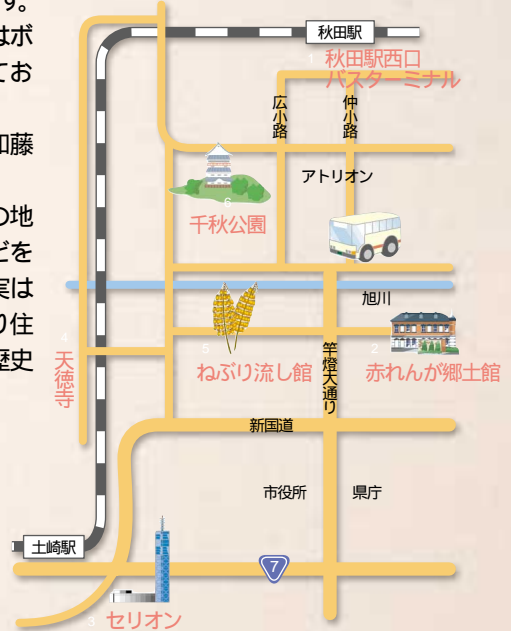 す。
はボ
てお
加藤
の地
どを
実は
り住
歴史
秋田駅
1
秋田駅西口
バスターミナル
広小路
仲小路
アトリオン
6
千秋公園
旭川
4
天徳寺
5
ねぶり流し館
竿燈大通り
2
赤れんが郷土館
新国道
市役所
県庁
土崎駅
7
3
セリオン